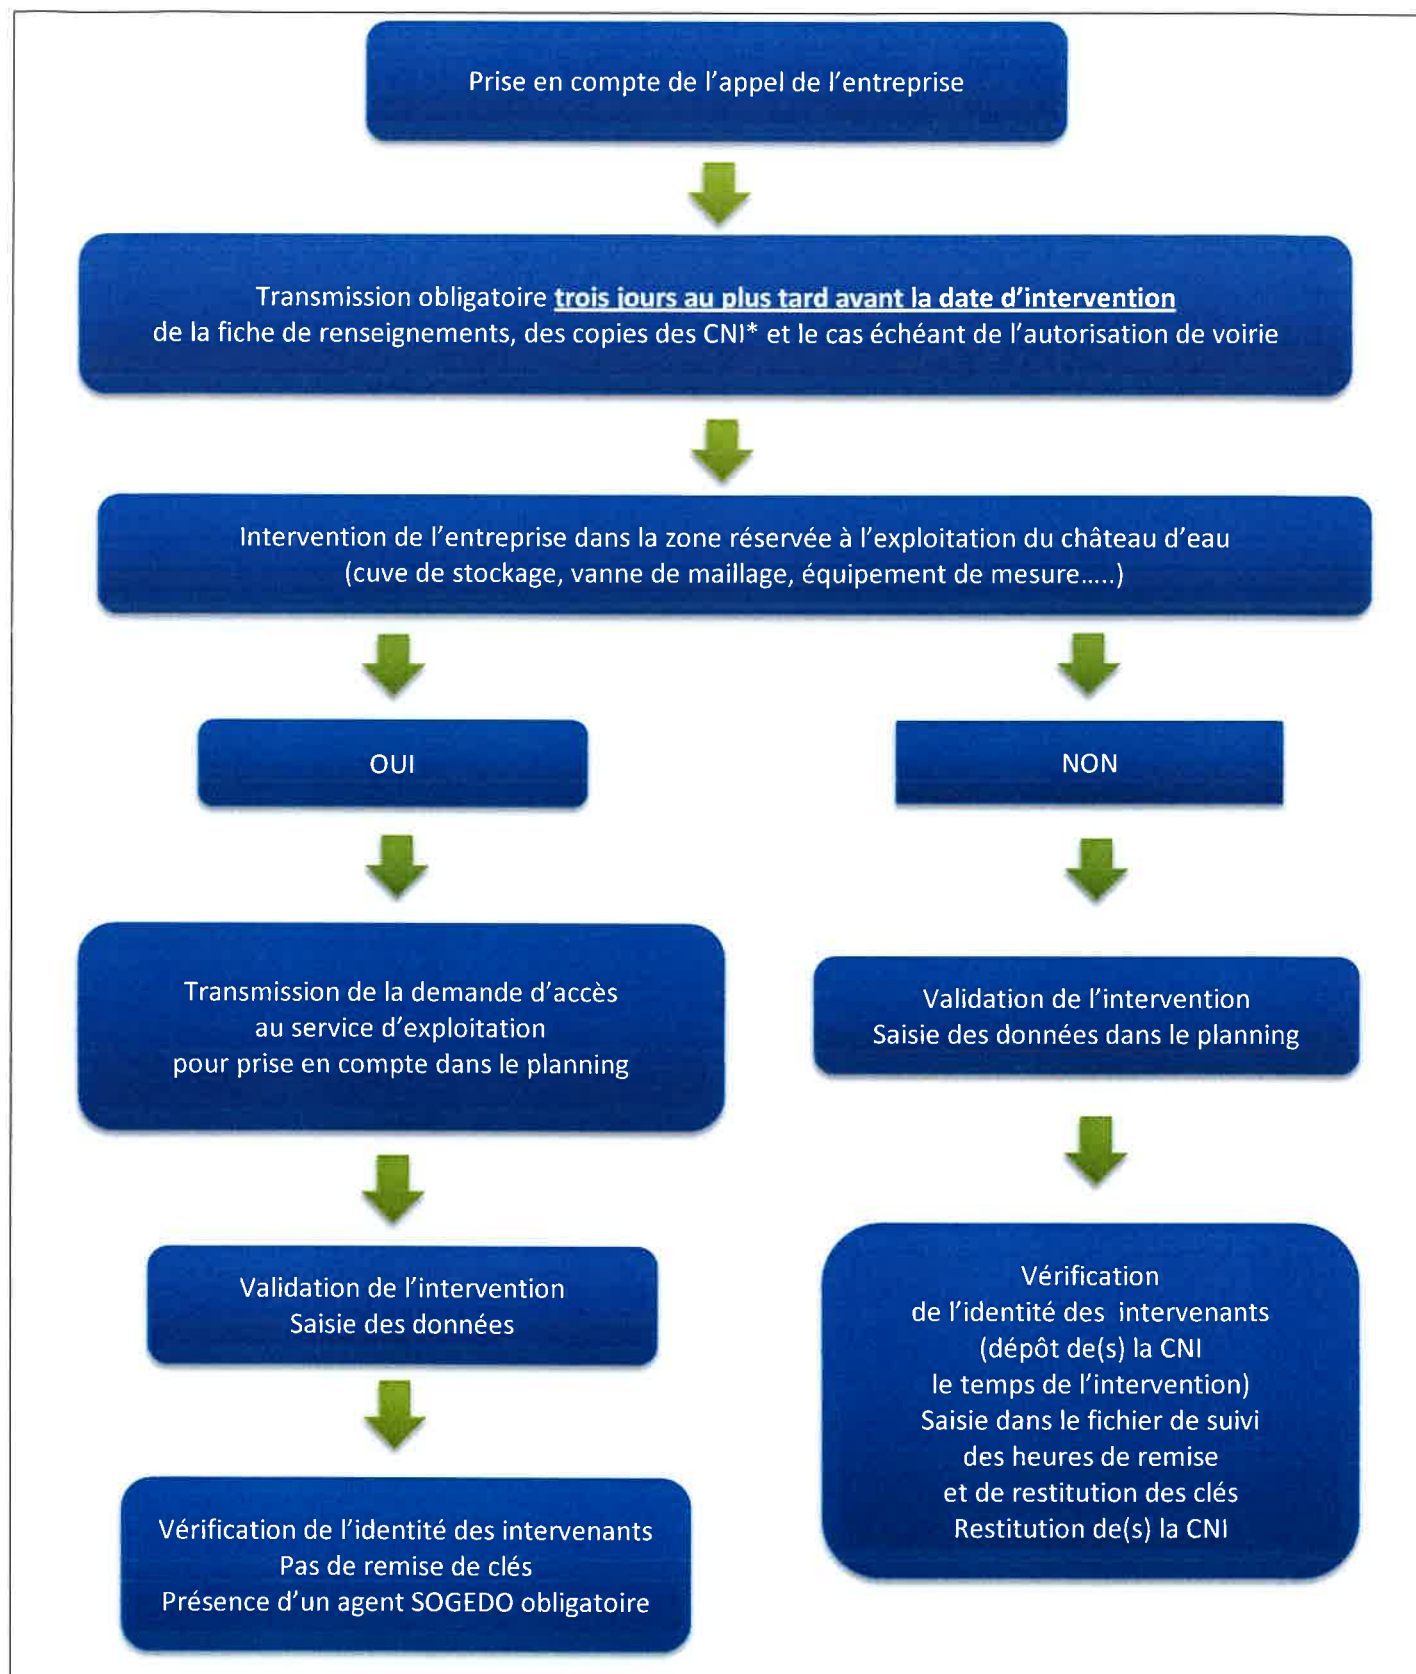 Prise en compte de l'appel de l'entreprise
Transmission obligatoire trois jours au plus tard avant la date d'intervention
de la fiche de renseignements, des copies des CNI* et le cas échéant de l'autorisation de voirie
Intervention de l'entreprise dans la zone réservée à l'exploitation du château d'eau
(cuve de stockage, vanne de maillage, équipement de mesure.....)
OUI
NON
Transmission de la demande d'accès
au service d'exploitation
pour prise en compte dans le planning
Validation de l'intervention
Saisie des données dans le planning
Validation de l'intervention
Saisie des données
Vérification
de l'identité des intervenants
(dépôt de(s) la CNI
le temps de l'intervention)
Saisie dans le fichier de suivi
des heures de remise
et de restitution des clés
Restitution de(s) la CNI
Vérification de l'identité des intervenants
Pas de remise de clés
Présence d'un agent SOGEDO obligatoire